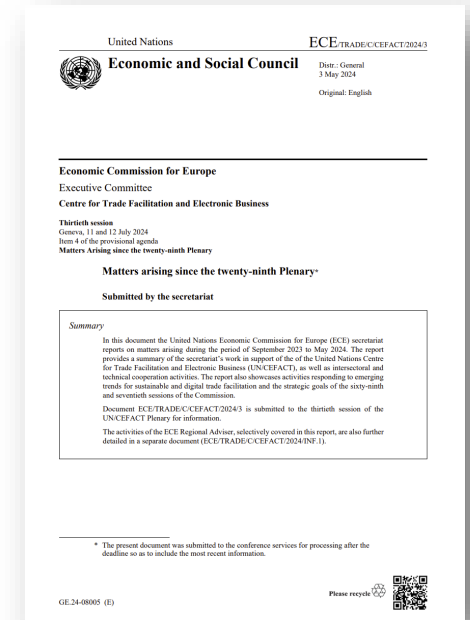 United Nations
ECE/TRADE/C/CEFACT/2024/3
Economic and Social Council
Distr.: General
3 May 2024
Original: English
Economic Commission for Europe
Executive Committee
Centre for Trade Facilitation and Electronic Business
Thirtieth session
Geneva, 11 and 12 July 2024
Item 4 of the provisional agenda
Matters Arising since the twenty-ninth Plenary
Matters arising since the twenty-ninth Plenary*
Submitted by the secretariat
Summary
In this document the United Nations Economic Commission for Europe (ECE) secretariat
reports on matters arising during the period of September 2023 to May 2024. The report
provides a summary of the secretariat's work in support of the of the United Nations Centre
for Trade Facilitation and Electronic Business (UN/CEFACT), as well as intersectoral and
technical cooperation activities. The report also showcases activities responding to emerging
trends for sustainable and digital trade facilitation and the strategic goals of the sixty-ninth
and seventieth sessions of the Commission.
Document ECE/TRADE/C/CEFACT/2024/3 is submitted to the thirtieth session of the
UN/CEFACT Plenary for information.
The activities of the ECE Regional Adviser, selectively covered in this report, are also further
detailed in a separate document (ECE/TRADE/C/CEFACT/2024/INF.1).
* The present document was submitted to the conference services for processing after the
deadline so as to include the most recent information.
GE.24-08005 (E)
Please recycle